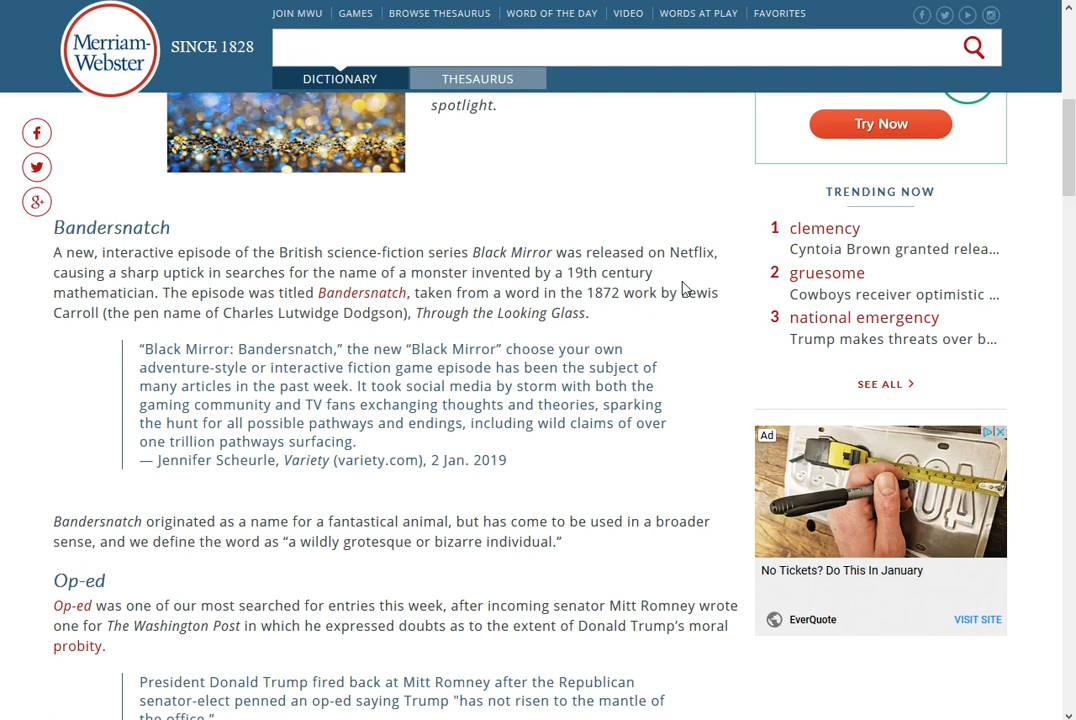 JOIN MWU GAMES BROWSE THESAURUS WORD OF THE DAY VIDEO WORDS AT PLAY FAVORITES
Merriam-
Webster
SINCE 1828
DICTIONARY THESAURUS
spotlight.
Try Now
TRENDING NOW
1 clemency
Cyntoia Brown granted relea...
2 gruesome
Cowboys receiver optimistic ...
3 national emergency
Trump makes threats over b...
SEE ALL >
Bandersnatch
A new, interactive episode of the British science-fiction series Black Mirror was released on Netflix,
causing a sharp uptick in searches for the name of a monster invented by a 19th century
mathematician. The episode was titled Bandersnatch, taken from a word in the 1872 work by Lewis
Carroll (the pen name of Charles Lutwidge Dodgson), Through the Looking Glass.
“Black Mirror: Bandersnatch,” the new “Black Mirror” choose your own
adventure-style or interactive fiction game episode has been the subject of
many articles in the past week. It took social media by storm with both the
gaming community and TV fans exchanging thoughts and theories, sparking
the hunt for all possible pathways and endings, including wild claims of over
one trillion pathways surfacing.
— Jennifer Scheurle, Variety (variety.com), 2 Jan. 2019
Bandersnatch originated as a name for a fantastical animal, but has come to be used in a broader
sense, and we define the word as “a wildly grotesque or bizarre individual.”
Op-ed
Op-ed was one of our most searched for entries this week, after incoming senator Mitt Romney wrote
one for The Washington Post in which he expressed doubts as to the extent of Donald Trump’s moral
probity.
President Donald Trump fired back at Mitt Romney after the Republican
senator-elect penned an op-ed saying Trump "has not risen to the mantle of
the office."
Ad
No Tickets? Do This In January
EverQuote VISIT SITE